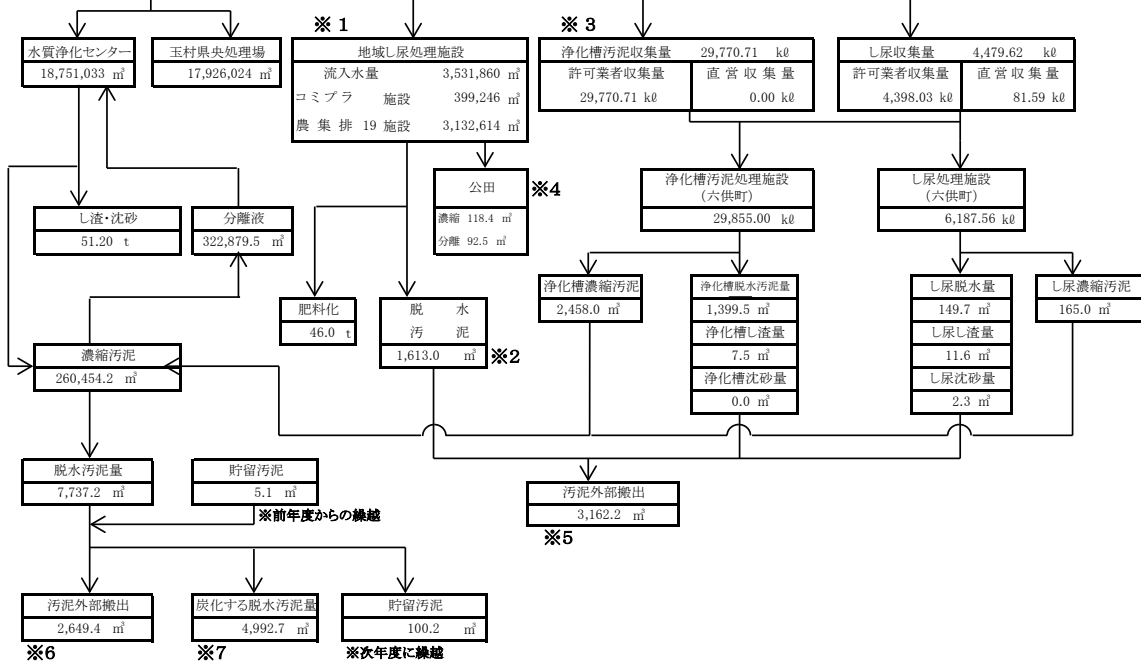 ※１
※３
水質浄化センター
18,751,033 ㎥
玉村県央処理場
17,926,024 ㎥
地域し尿処理施設
流入水量 3,531,860 ㎥
コミプラ 施設 399,246 ㎥
農集排 19 施設 3,132,614 ㎥
浄化槽汚泥収集量 29,770.71 kℓ
許可業者収集量
29,770.71 kℓ
直営収集量
0.00 kℓ
し尿収集量 4,479.62 kℓ
許可業者収集量
4,398.03 kℓ
直営収集量
81.59 kℓ
公田
濃縮 118.4 ㎥
分離 92.5 ㎥
※4
浄化槽汚泥処理施設
(六供町)
29,855.00 kℓ
し尿処理施設
(六供町)
6,187.56 kℓ
し渣・沈砂
51.20 t
分離液
322,879.5 ㎥
肥料化
46.0 t
脱水
汚泥
1,613.0 ㎥
※2
浄化槽濃縮汚泥
2,458.0 ㎥
浄化槽脱水汚泥量
1,399.5 ㎥
浄化槽し渣量
7.5 ㎥
浄化槽沈砂量
0.0 ㎥
し尿脱水量
149.7 ㎥
し尿し渣量
11.6 ㎥
し尿沈砂量
2.3 ㎥
し尿濃縮汚泥
165.0 ㎥
濃縮汚泥
260,454.2 ㎥
脱水汚泥量
7,737.2 ㎥
貯留汚泥
5.1 ㎥
※前年度からの繰越
汚泥外部搬出
3,162.2 ㎥
※5
汚泥外部搬出
2,649.4 ㎥
※6
炭化する脱水汚泥量
4,992.7 ㎥
※7
貯留汚泥
100.2 ㎥
※次年度に繰越